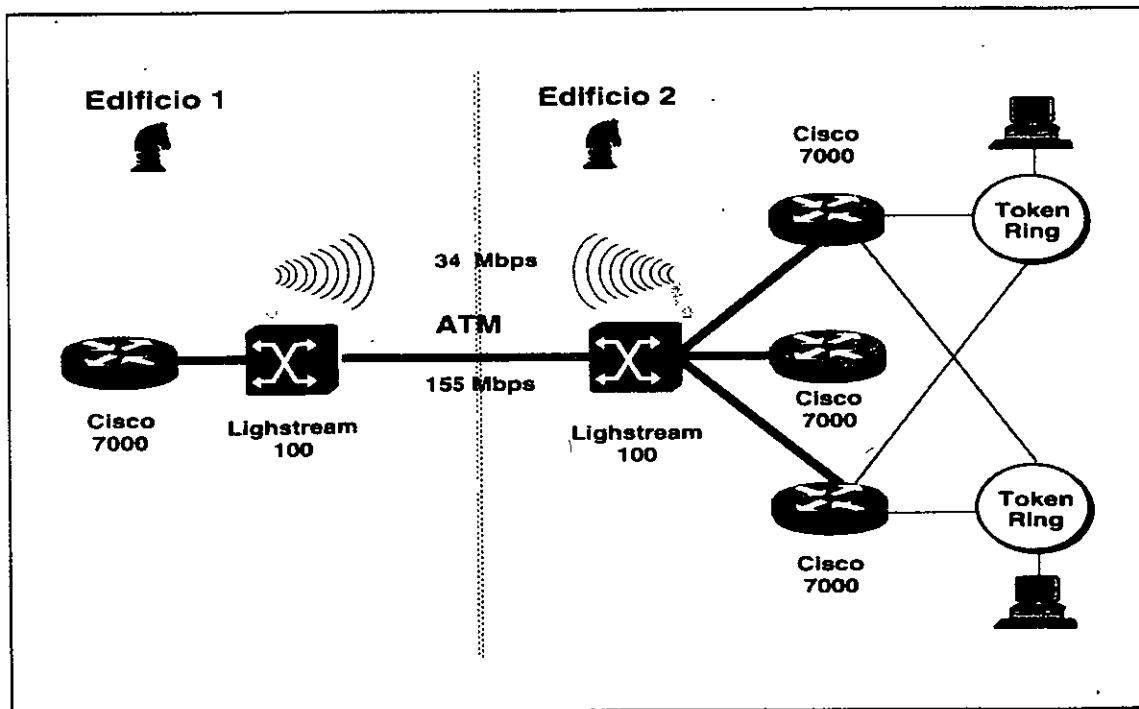 Edificio 1
Edificio 2
Cisco
7000
Token
Ring
34 Mbps
ATM
155 Mbps
Cisco
7000
Lighstream
100
Lighstream
100
Cisco
7000
Token
Ring
Cisco
7000